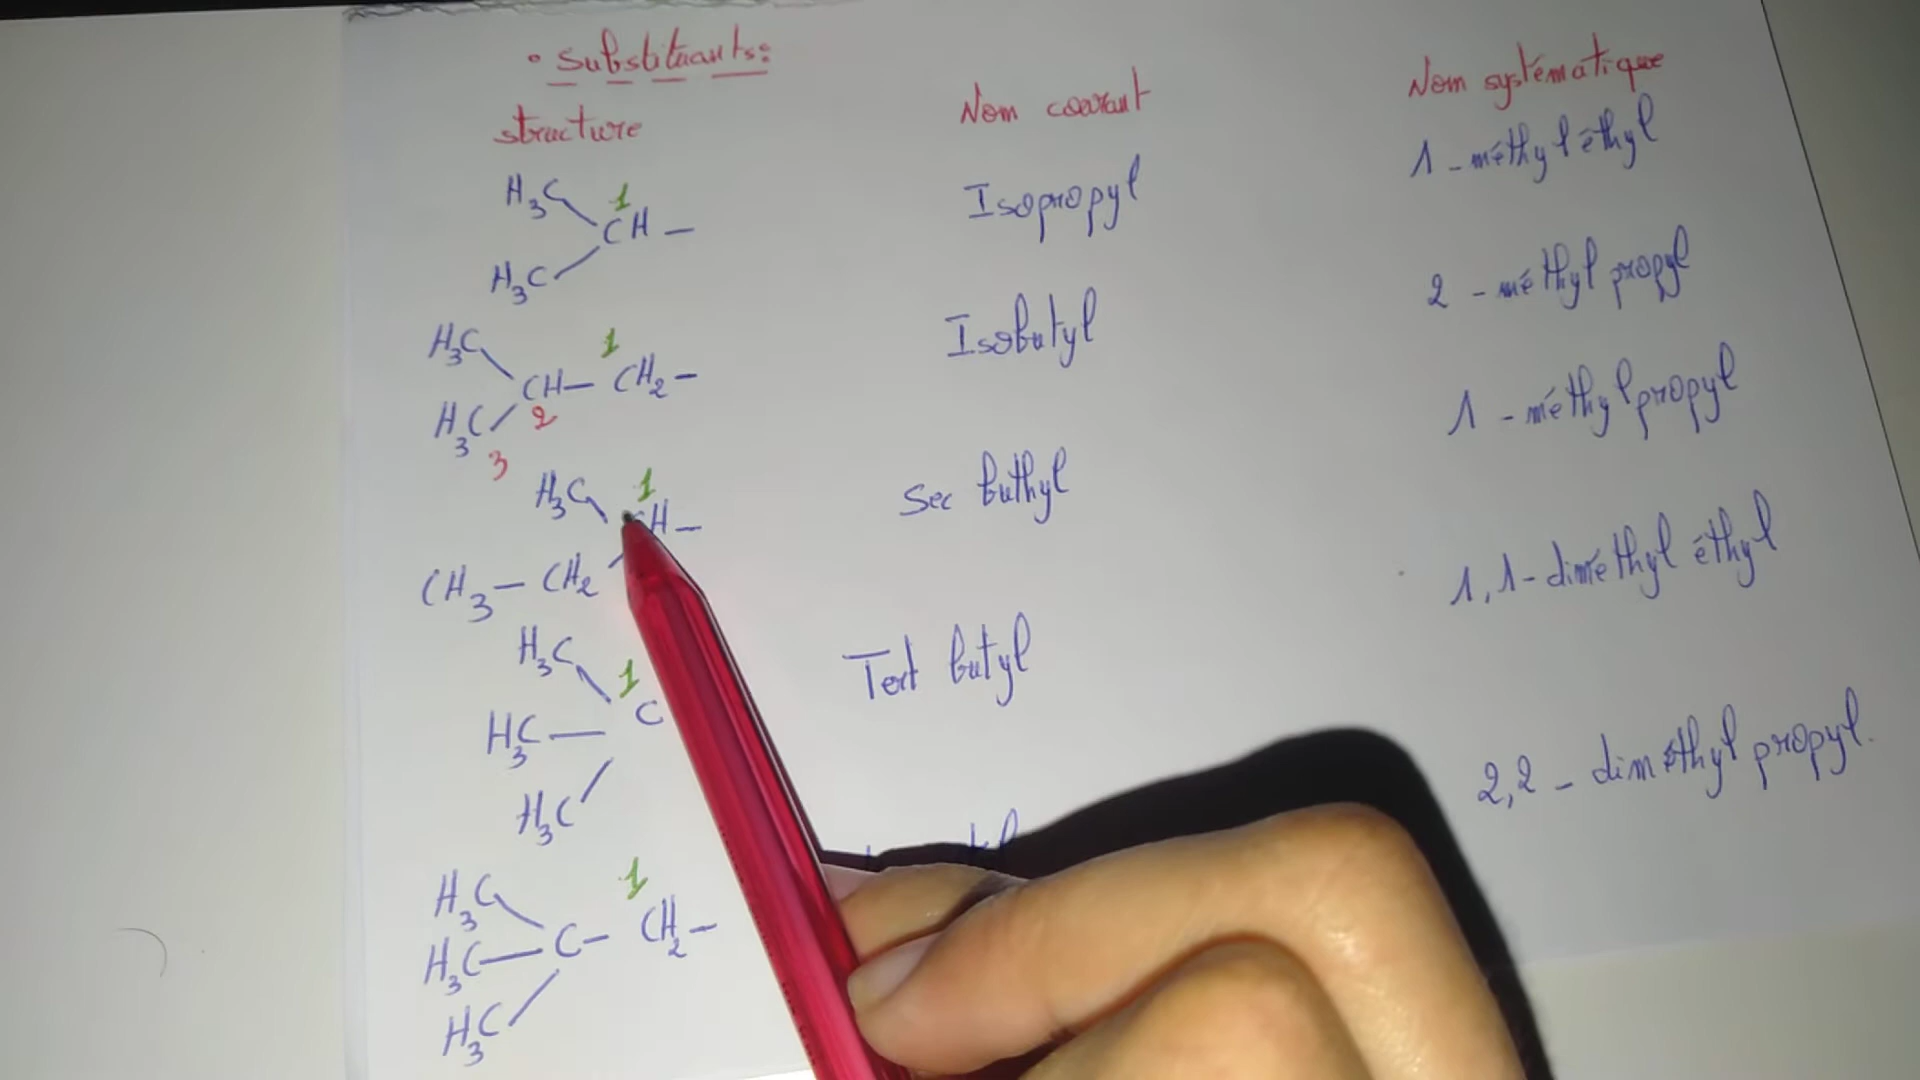 • Substituants:
structure Nom courant Nom systématique
H3C 1
CH – Isopropyl 1 - méthyl éthyl
H3C
H3C 1
CH – CH2 – Isobutyl 2 - méthyl propyl
H3C 2
3
H3C 1
CH – Sec buthyl 1 - méthyl propyl
CH3 – CH2
H3C 1
H3C — C Tert butyl 1,1 - diméthyl éthyl
H3C
H3C 1
H3C — C – CH2 – 2,2 - diméthyl propyl.
H3C